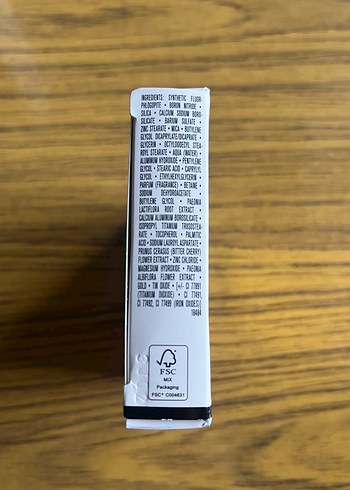 INGREDIENTS: SYNTHETIC FLUOR-
PHLOGOPITE • BORON NITRIDE •
SILICA • CALCIUM SODIUM BORO-
SILICATE • BARIUM SULFATE •
ZINC STEARATE • MICA • BUTYLENE
GLYCOL DICAPRYLATE/DICAPRATE •
GLYCERIN • OCTYLDODECYL STEA-
ROYL STEARATE • AQUA (WATER) •
ALUMINUM HYDROXIDE • PENTYLENE
GLYCOL • STEARIC ACID • CAPRYLYL
GLYCOL • ETHYLHEXYLGLYCERIN •
PARFUM (FRAGRANCE) • BETAINE •
SODIUM DEHYDROACETATE •
BUTYLENE GLYCOL • PAEONIA
LACTIFLORA ROOT EXTRACT •
CALCIUM ALUMINUM BOROSILICATE •
ISOPROPYL TITANIUM TRIISOSTEA-
RATE • TOCOPHEROL • PALMITIC
ACID • SODIUM LAUROYL ASPARTATE •
PRUNUS CERASUS (BITTER CHERRY)
FLOWER EXTRACT • ZINC CHLORIDE •
MAGNESIUM HYDROXIDE • PAEONIA
ALBIFLORA FLOWER EXTRACT •
GOLD • TIN OXIDE • [+/- CI 77891
(TITANIUM DIOXIDE) • CI 77491,
CI 77492, CI 77499 (IRON OXIDES)]
18484
FSC
MIX
Packaging
FSC® C004631